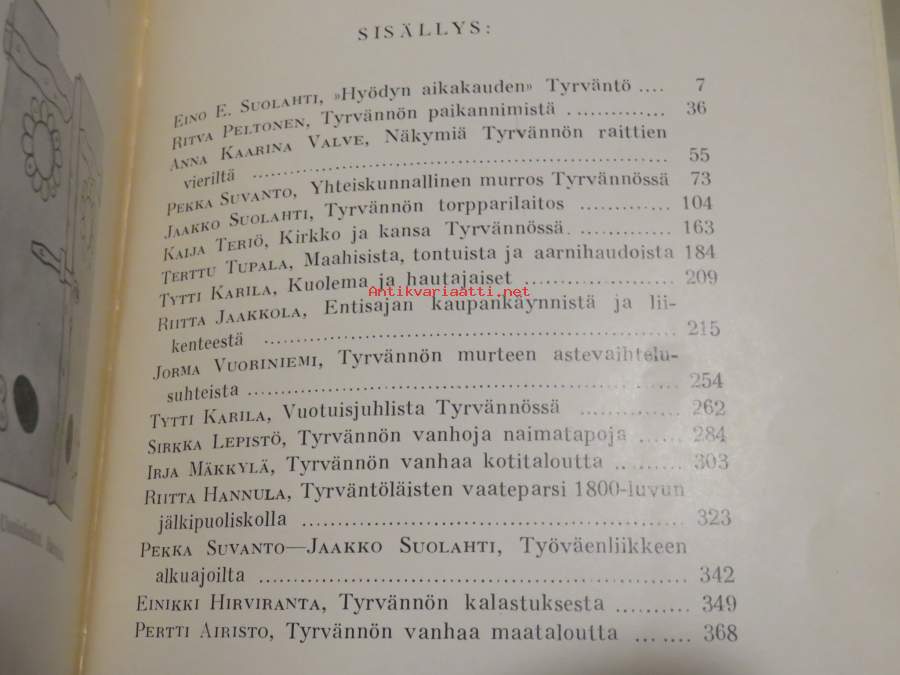 SISÄLLYS:
EINO E. SUOLAHTI, »Hyödyn aikakauden» Tyrväntö .... 7
RITVA PELTONEN, Tyrvännön paikannimistä .............. 36
ANNA KAARINA VALVE, Näkymiä Tyrvännön raittien
vieriltä .................................................. 55
PEKKA SUVANTO, Yhteiskunnallinen murros Tyrvännössä 73
JAAKKO SUOLAHTI, Tyrvännön torpparilaitos ............. 104
KAIJA TERIÖ, Kirkko ja kansa Tyrvännössä ............... 163
TERTTU TUPALA, Maahisista, tontuista ja aarnihaudoista 184
TYTTI KARILA, Kuolema ja hautajaiset .................... 209
Antikvariaatti.net
RIITTA JAAKKOLA, Entisajan kaupankäynnistä ja lii-
kenteestä .................................................. 215
JORMA VUORINIEMI, Tyrvännön murteen astevaihtelu-
suhteista .................................................. 254
TYTTI KARILA, Vuotuisjuhlista Tyrvännössä ............. 262
SIRKKA LEPISTÖ, Tyrvännön vanhoja naimatapoja ...... 284
IRJA MÄKKYLÄ, Tyrvännön vanhaa kotitaloutta .. ...... 303
RIITTA HANNULA, Tyrväntöläisten vaateparsi 1800-luvun
jälkipuoliskolla ........................................... 323
PEKKA SUVANTO—JAAKKO SUOLAHTI, Työväenliikkeen
alkuajoilta ................................................ 342
EINIKKI HIRVIRANTA, Tyrvännön kalastuksesta .......... 349
PERTTI AIRISTO, Tyrvännön vanhaa maataloutta ... .... 368